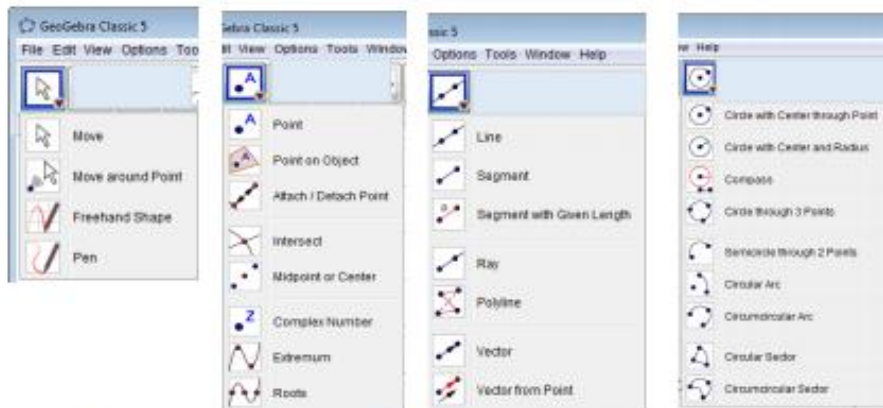 GeoGebra Classic 5
File Edit View Options Too
Move
Move around Point
Freehand Shape
Pen
Gebra Classic 5
View Options Tools Window
A
Point
A
Point on Object
Attach / Detach Point
Intersect
Midpoint or Center
Z
Complex Number
Extremum
Roots
ssic 5
Options Tools Window Help
Line
Segment
a
Segment with Given Length
Ray
Polyline
Vector
Vector from Point
Help
Circle with Center through Point
Circle with Center and Radius
Compass
Circle through 3 Points
Semicircle through 2 Points
Circular Arc
Circumcircular Arc
Circular Sector
Circumcircular Sector